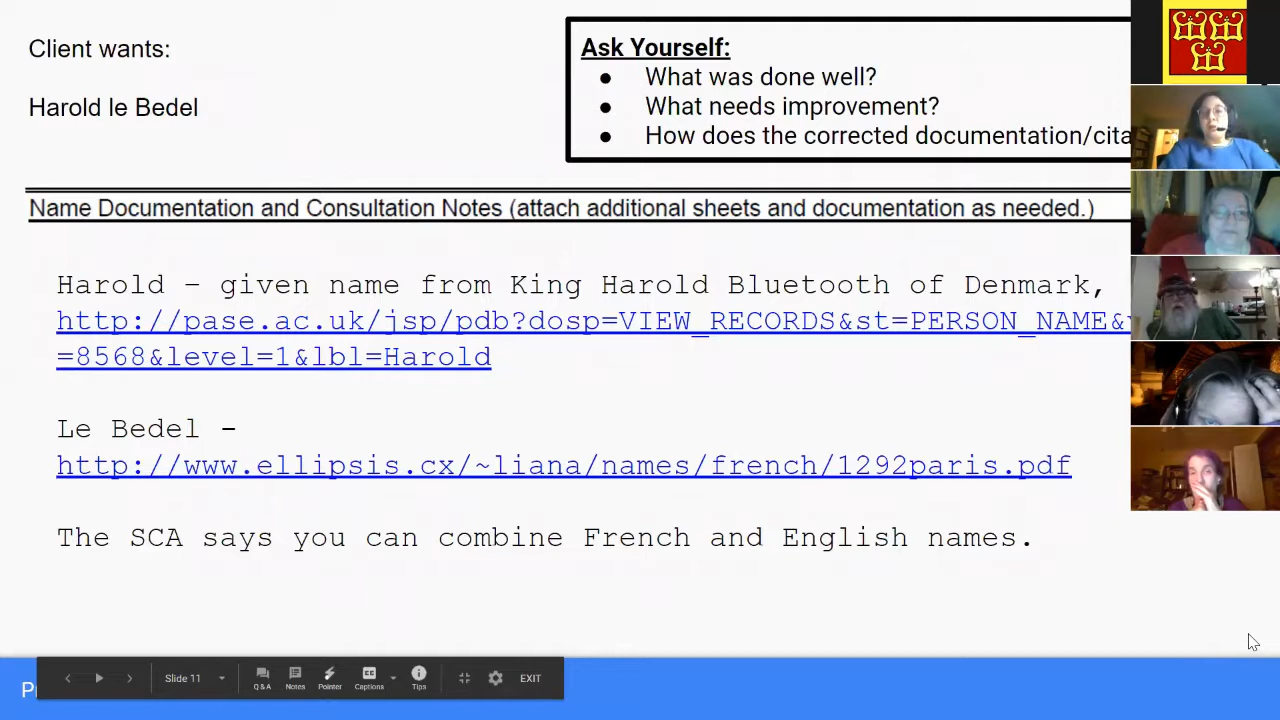 Client wants:
Harold le Bedel
Ask Yourself:
● What was done well?
● What needs improvement?
● How does the corrected documentation/cita
Name Documentation and Consultation Notes (attach additional sheets and documentation as needed.)
Harold – given name from King Harold Bluetooth of Denmark,
http://pase.ac.uk/jsp/pdb?dosp=VIEW_RECORDS&st=PERSON_NAME&
=8568&level=1&lbl=Harold
Le Bedel -
http://www.ellipsis.cx/~liana/names/french/1292paris.pdf
The SCA says you can combine French and English names.
Slide 11
Q&A
Notes
Pointer
Captions
Tips
EXIT